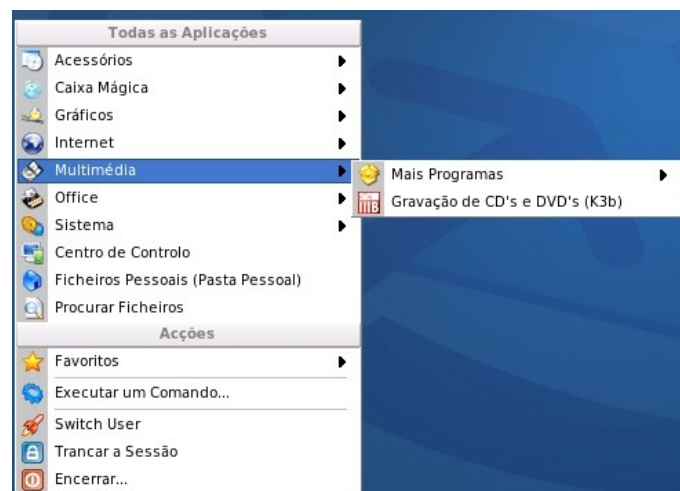 Todas as Aplicações
Acessórios
Caixa Mágica
Gráficos
Internet
Multimédia
Mais Programas
Gravação de CD's e DVD's (K3b)
Office
Sistema
Centro de Controlo
Ficheiros Pessoais (Pasta Pessoal)
Procurar Ficheiros
Acções
Favoritos
Executar um Comando...
Switch User
Trancar a Sessão
Encerrar...